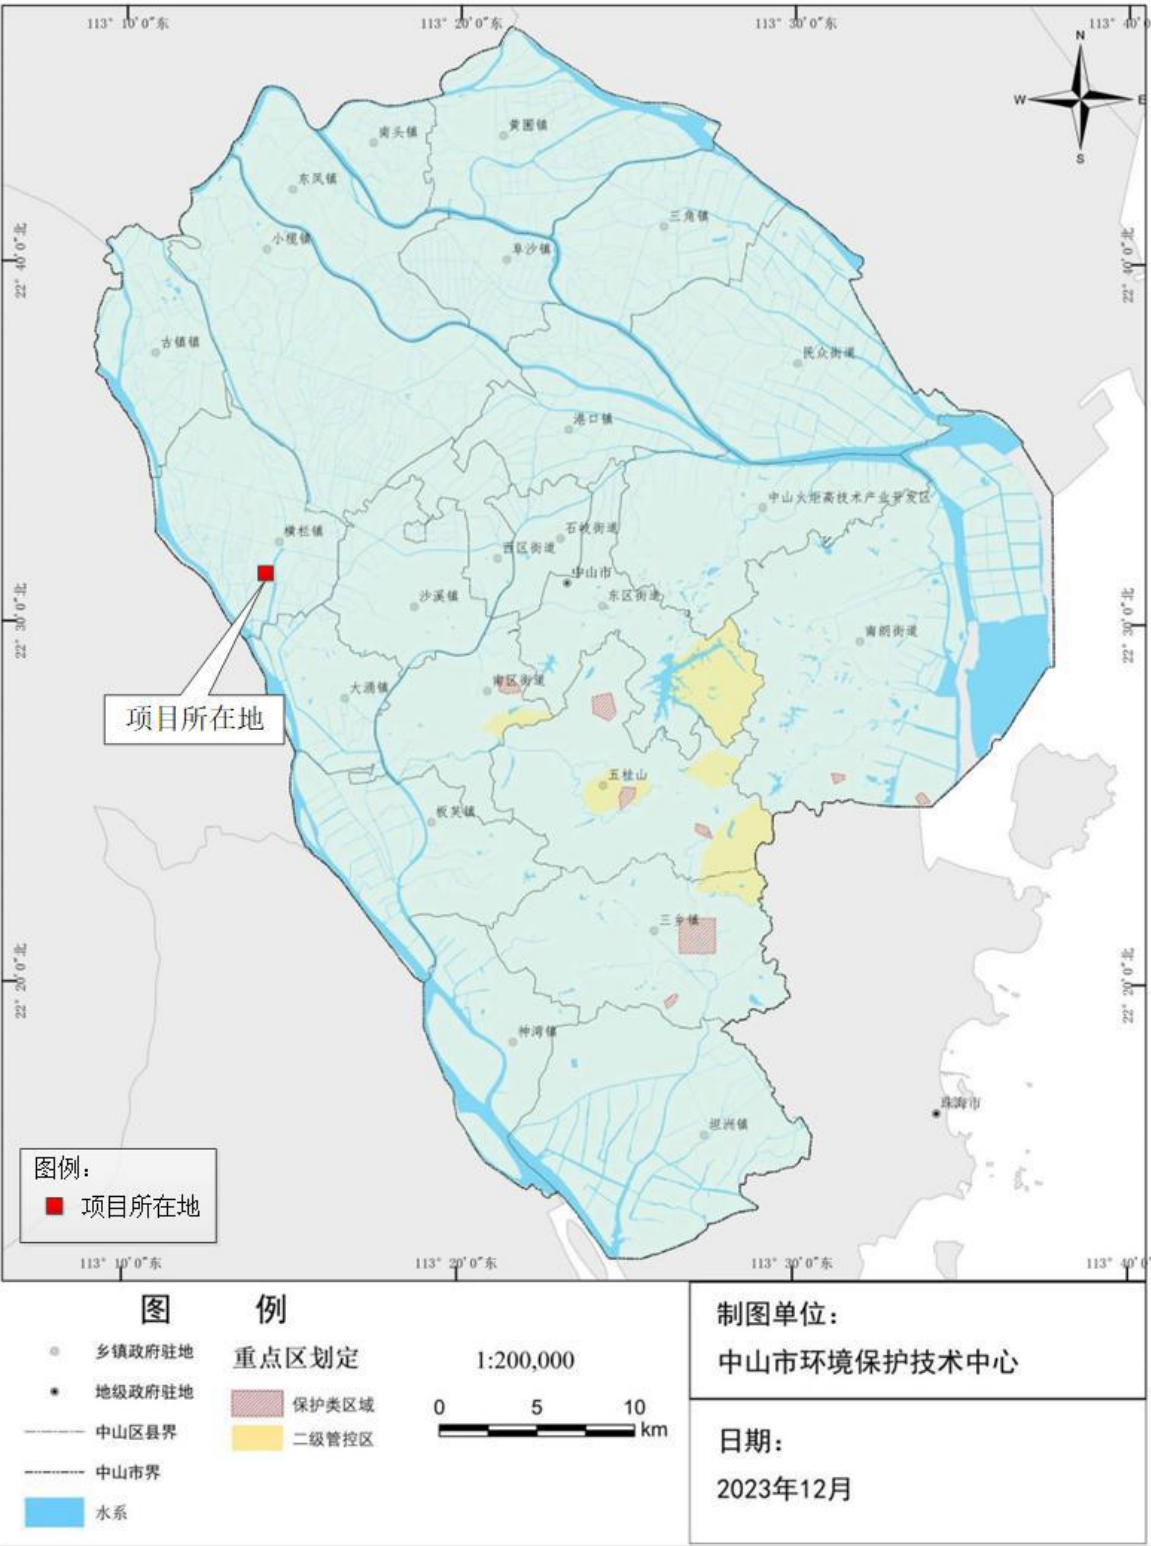 113° 10' 0"东
113° 20' 0"东
113° 30' 0"东
113° 40' 0
N
W
E
S
黄圃镇
南头镇
东凤镇
三角镇
小榄镇
阜沙镇
22° 40' 0"北
22° 40' 0"北
古镇镇
民众街道
港口镇
中山火炬高技术产业开发区
横栏镇
石岐街道
西区街道
中山市
沙溪镇
东区街道
22° 30' 0"北
22° 30' 0"北
南朗街道
大涌镇
南区街道
项目所在地
五桂山
板芙镇
三乡镇
22° 20' 0"北
22° 20' 0"北
神湾镇
珠海市
坦洲镇
图例：
项目所在地
113° 10' 0"东
113° 20' 0"东
113° 30' 0"东
113° 40' 0
图 例
乡镇政府驻地
地级政府驻地
中山区县界
中山市界
水系
重点区划定
保护类区域
二级管控区
1:200,000
0 5 10
km
制图单位：
中山市环境保护技术中心
日期：
2023年12月